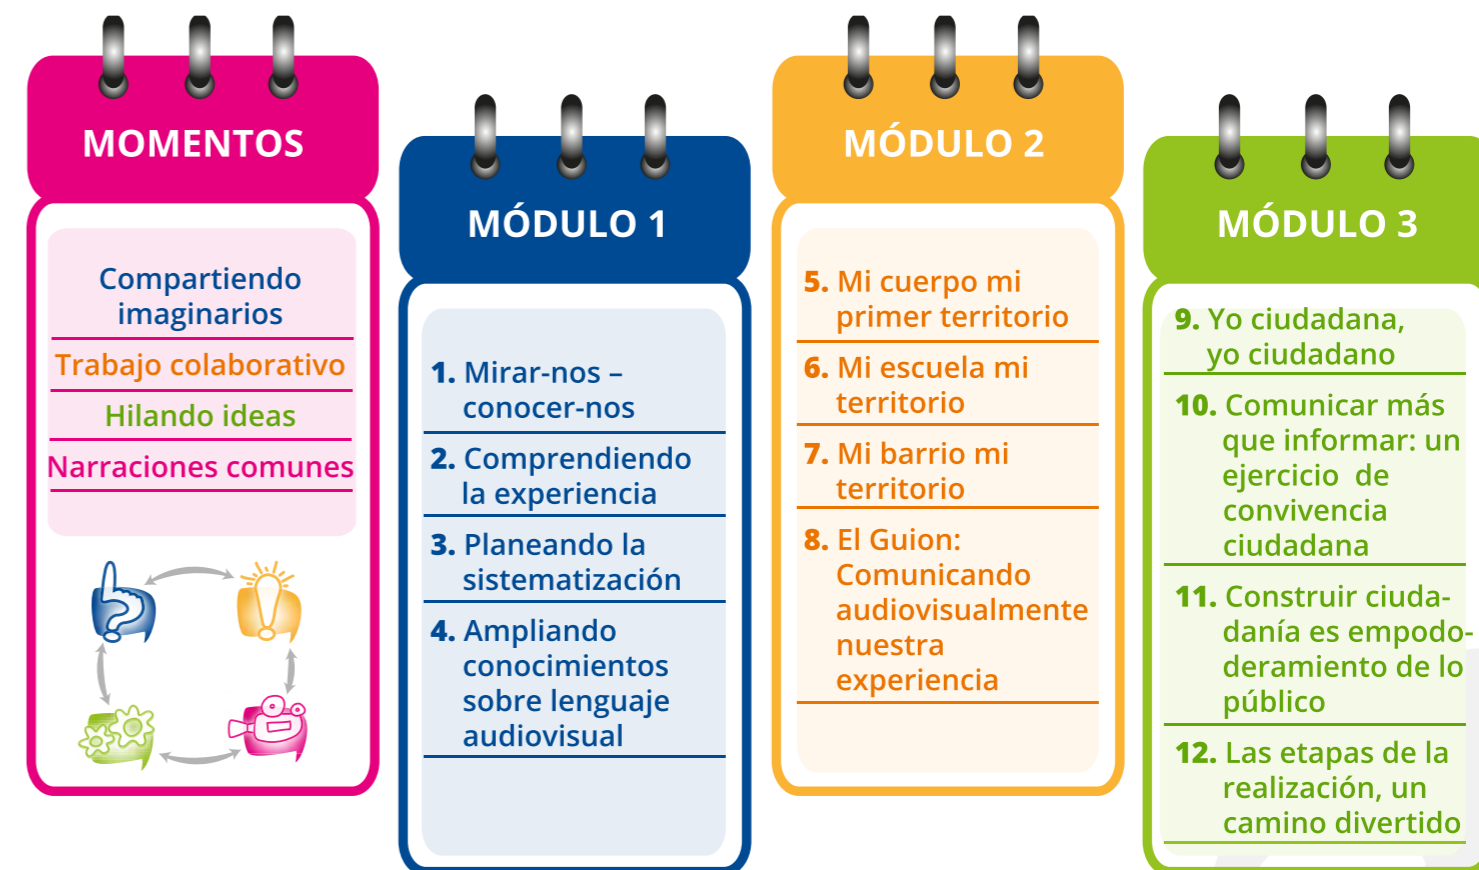 MOMENTOS
Compartiendo
imaginarios
Trabajo colaborativo
Hilando ideas
Narraciones comunes
MÓDULO 1
1. Mirar-nos –
conocer-nos
2. Comprendiendo
la experiencia
3. Planeando la
sistematización
4. Ampliando
conocimientos
sobre lenguaje
audiovisual
MÓDULO 2
5. Mi cuerpo mi
primer territorio
6. Mi escuela mi
territorio
7. Mi barrio mi
territorio
8. El Guion:
Comunicando
audiovisualmente
nuestra
experiencia
MÓDULO 3
9. Yo ciudadana,
yo ciudadano
10. Comunicar más
que informar: un
ejercicio de
convivencia
ciudadana
11. Construir ciuda-
danía es empodo-
deramiento de lo
público
12. Las etapas de la
realización, un
camino divertido